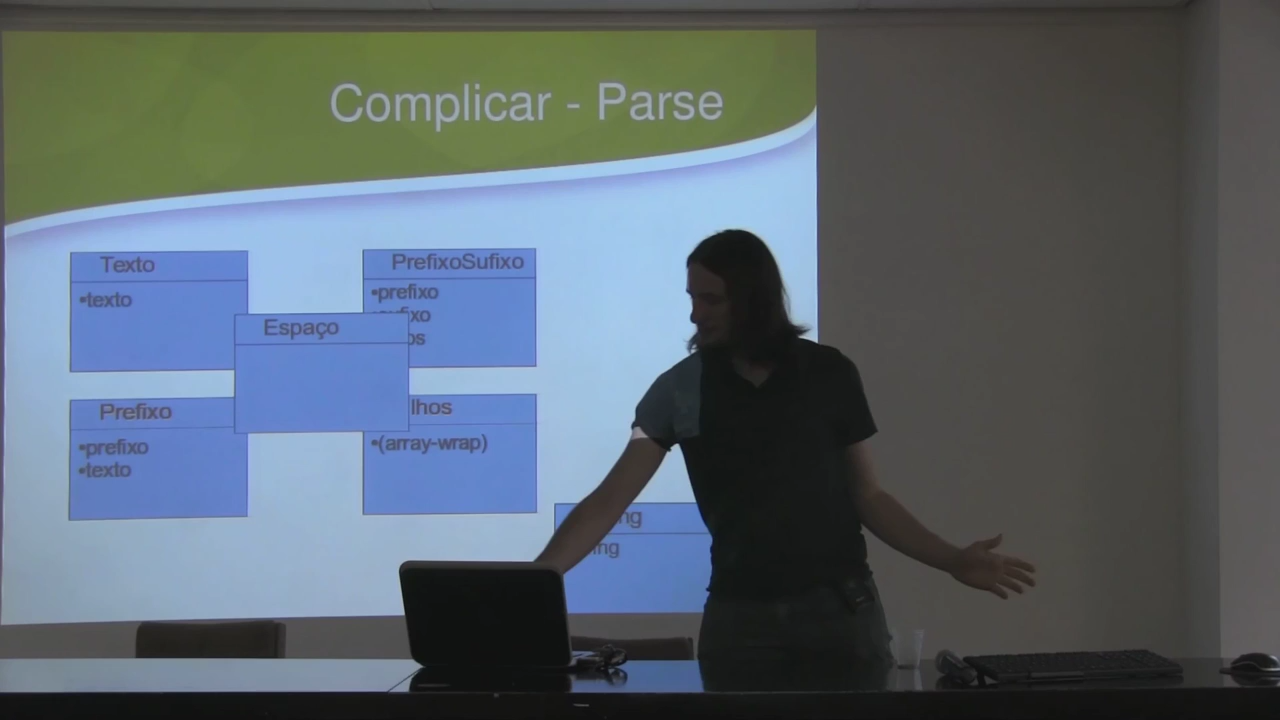 Complicar - Parse
Texto
•texto
PrefixoSufixo
•prefixo
Espaço
Prefixo
•prefixo
•texto
•(array-wrap)